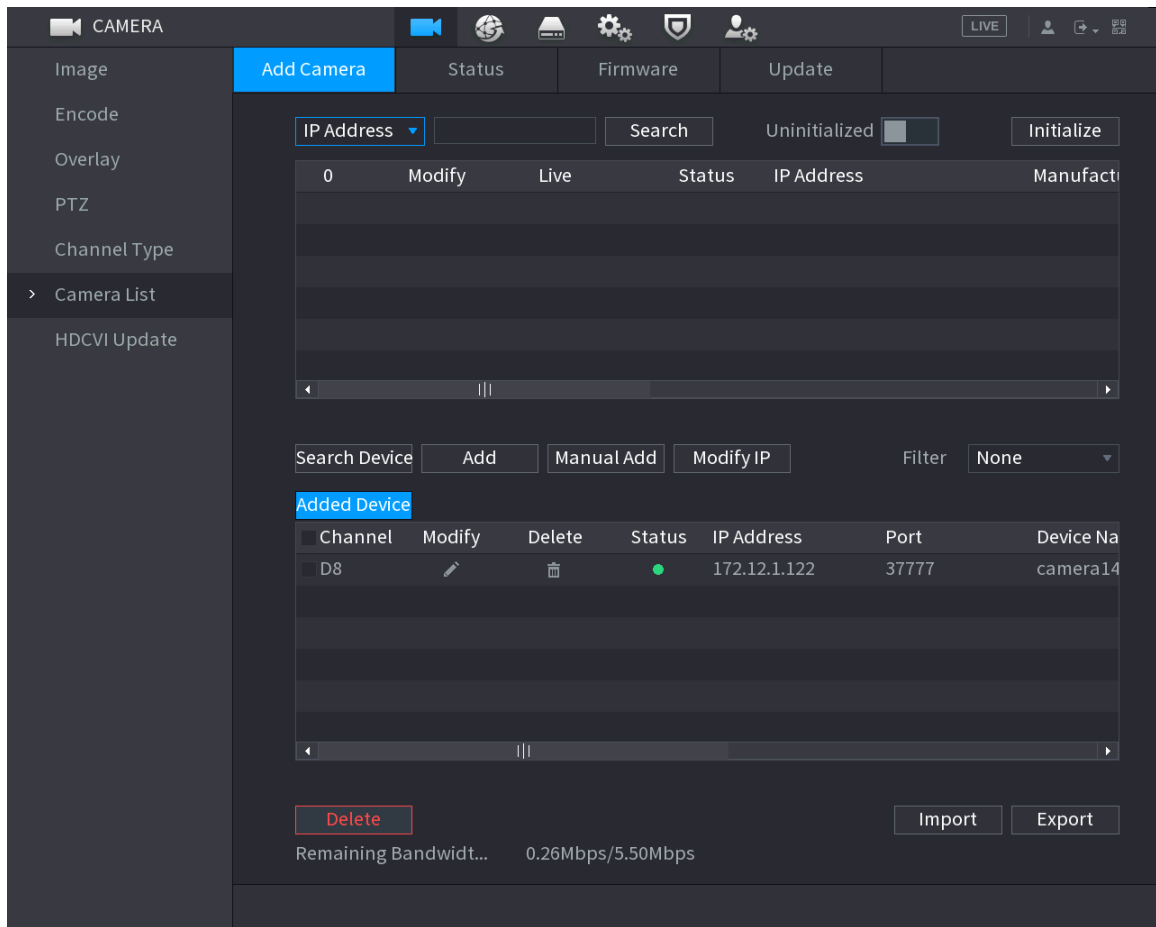 CAMERA LIVE
Image
Encode
Overlay
PTZ
Channel Type
Camera List
HDCVI Update
Add Camera Status Firmware Update
IP Address Search Uninitialized Initialize
0 Modify Live Status IP Address Manufactu
Search Device Add Manual Add Modify IP Filter None
Added Device
Channel Modify Delete Status IP Address Port Device Na
D8 172.12.1.122 37777 camera14
Delete Import Export
Remaining Bandwidt... 0.26Mbps/5.50Mbps